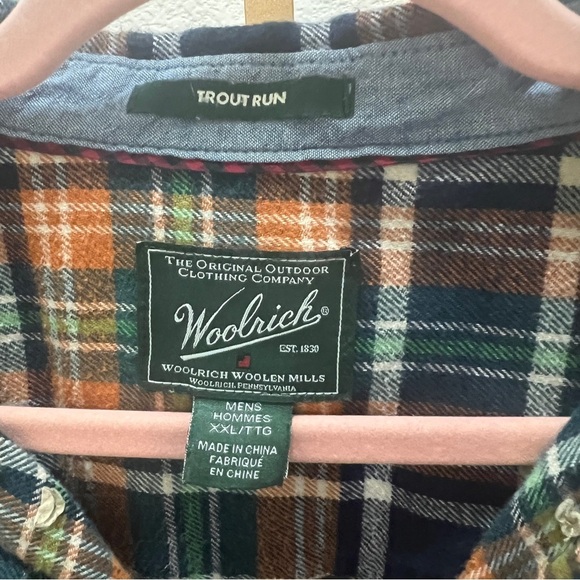 TROUT RUN
THE ORIGINAL OUTDOOR
CLOTHING COMPANY
Woolrich®
EST. 1830
WOOLRICH WOOLEN MILLS
WOOLRICH, PENNSYLVANIA
MENS
HOMMES
XXL/TTG
MADE IN CHINA
FABRIQUÉ
EN CHINE